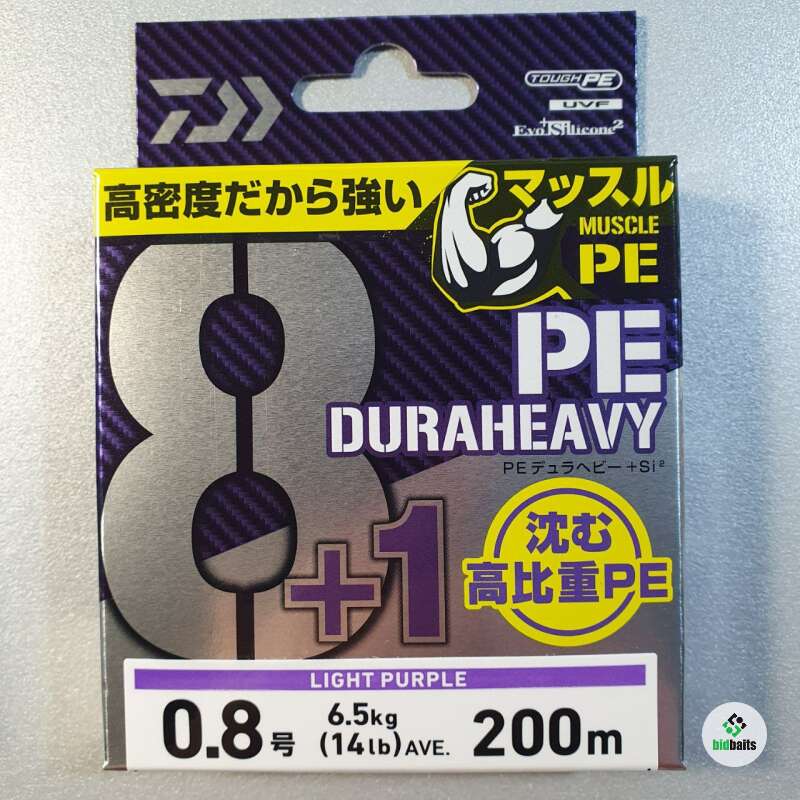 TOUGH PE
UVF
Evo.+Silicone2
高密度だから強い
マッスル
MUSCLE
PE
8+1
PE
DURAHEAVY
PEデュラヘビー+Si2
沈む
高比重PE
LIGHT PURPLE
0.8号 6.5kg (14lb)AVE. 200m
bidbaits